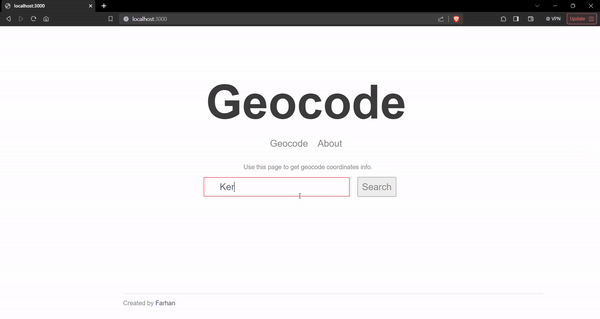 localhost:3000
localhost:3000
VPN
Update
Geocode
Geocode About
Use this page to get geocode coordinates info.
Ker
Search
Created by Farhan